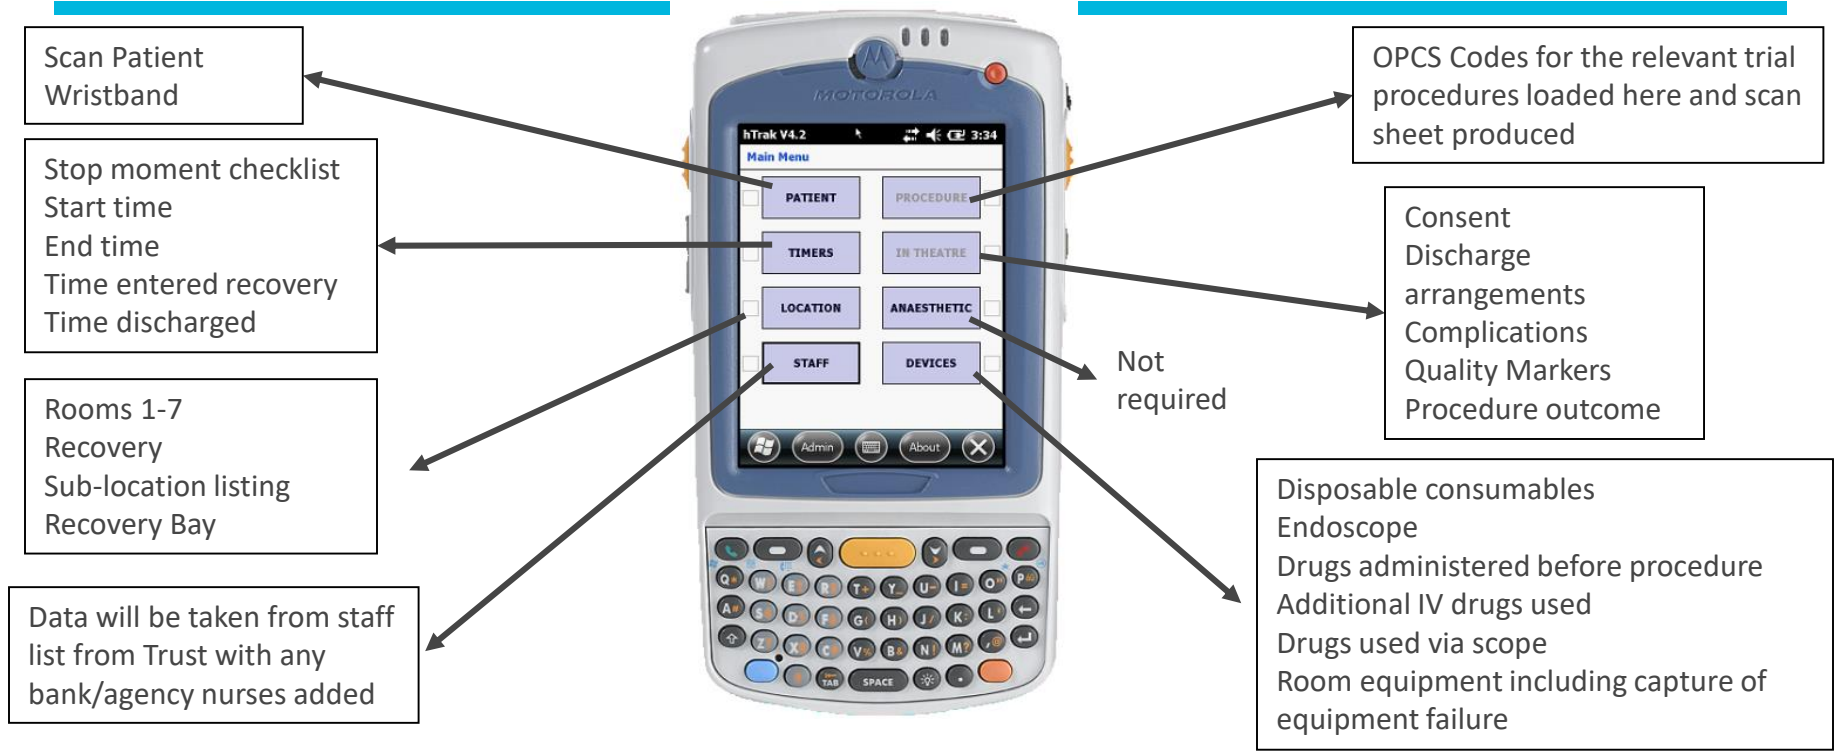 Scan Patient
Wristband
Stop moment checklist
Start time
End time
Time entered recovery
Time discharged
Rooms 1-7
Recovery
Sub-location listing
Recovery Bay
Data will be taken from staff
list from Trust with any
bank/agency nurses added
MOTOROLA
hTrak V4.2 3:34
Main Menu
PATIENT PROCEDURE
TIMERS IN THEATRE
LOCATION ANAESTHETIC
STAFF DEVICES
Admin About
Q W E R T + Y _ U - I = O " P
A S D F G ( H ) J / K : L '
Z X C V % B & N ! M ? , @
TAB SPACE .
OPCS Codes for the relevant trial
procedures loaded here and scan
sheet produced
Consent
Discharge
arrangements
Complications
Quality Markers
Procedure outcome
Not
required
Disposable consumables
Endoscope
Drugs administered before procedure
Additional IV drugs used
Drugs used via scope
Room equipment including capture of
equipment failure